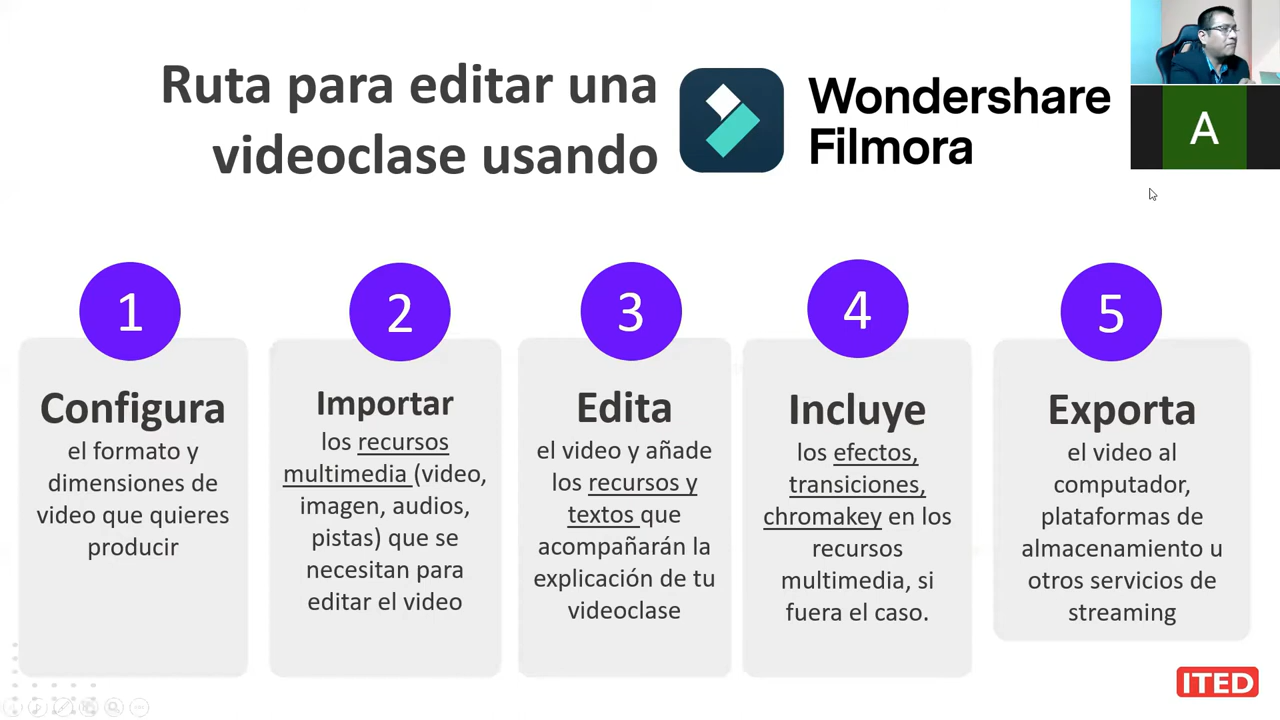 Ruta para editar una
videoclase usando
Wondershare
Filmora
A
1
Configura
el formato y
dimensiones de
video que quieres
producir
2
Importar
los recursos
multimedia (video,
imagen, audios,
pistas) que se
necesitan para
editar el video
3
Edita
el video y añade
los recursos y
textos que
acompañarán la
explicación de tu
videoclase
4
Incluye
los efectos,
transiciones,
chromakey en los
recursos
multimedia, si
fuera el caso.
5
Exporta
el video al
computador,
plataformas de
almacenamiento u
otros servicios de
streaming
ITED